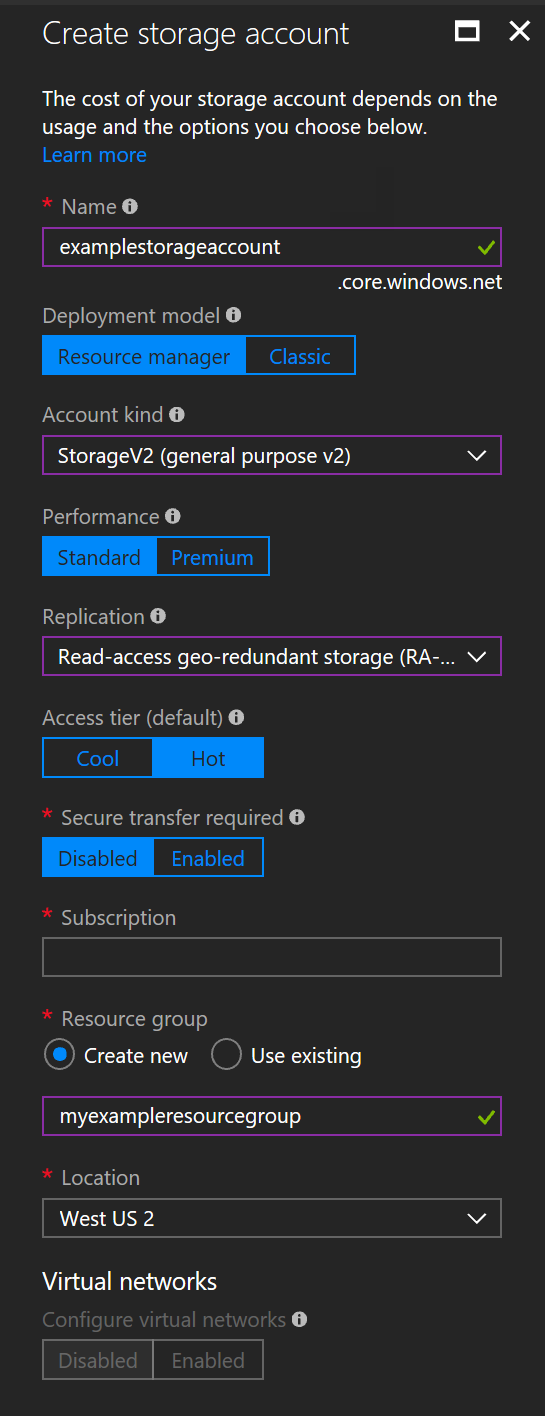 Create storage account
The cost of your storage account depends on the
usage and the options you choose below.
Learn more
* Name
examplestorageaccount
.core.windows.net
Deployment model
Resource manager Classic
Account kind
StorageV2 (general purpose v2)
Performance
Standard Premium
Replication
Read-access geo-redundant storage (RA-...
Access tier (default)
Cool Hot
* Secure transfer required
Disabled Enabled
* Subscription
* Resource group
Create new Use existing
myexampleresourcegroup
* Location
West US 2
Virtual networks
Configure virtual networks
Disabled Enabled